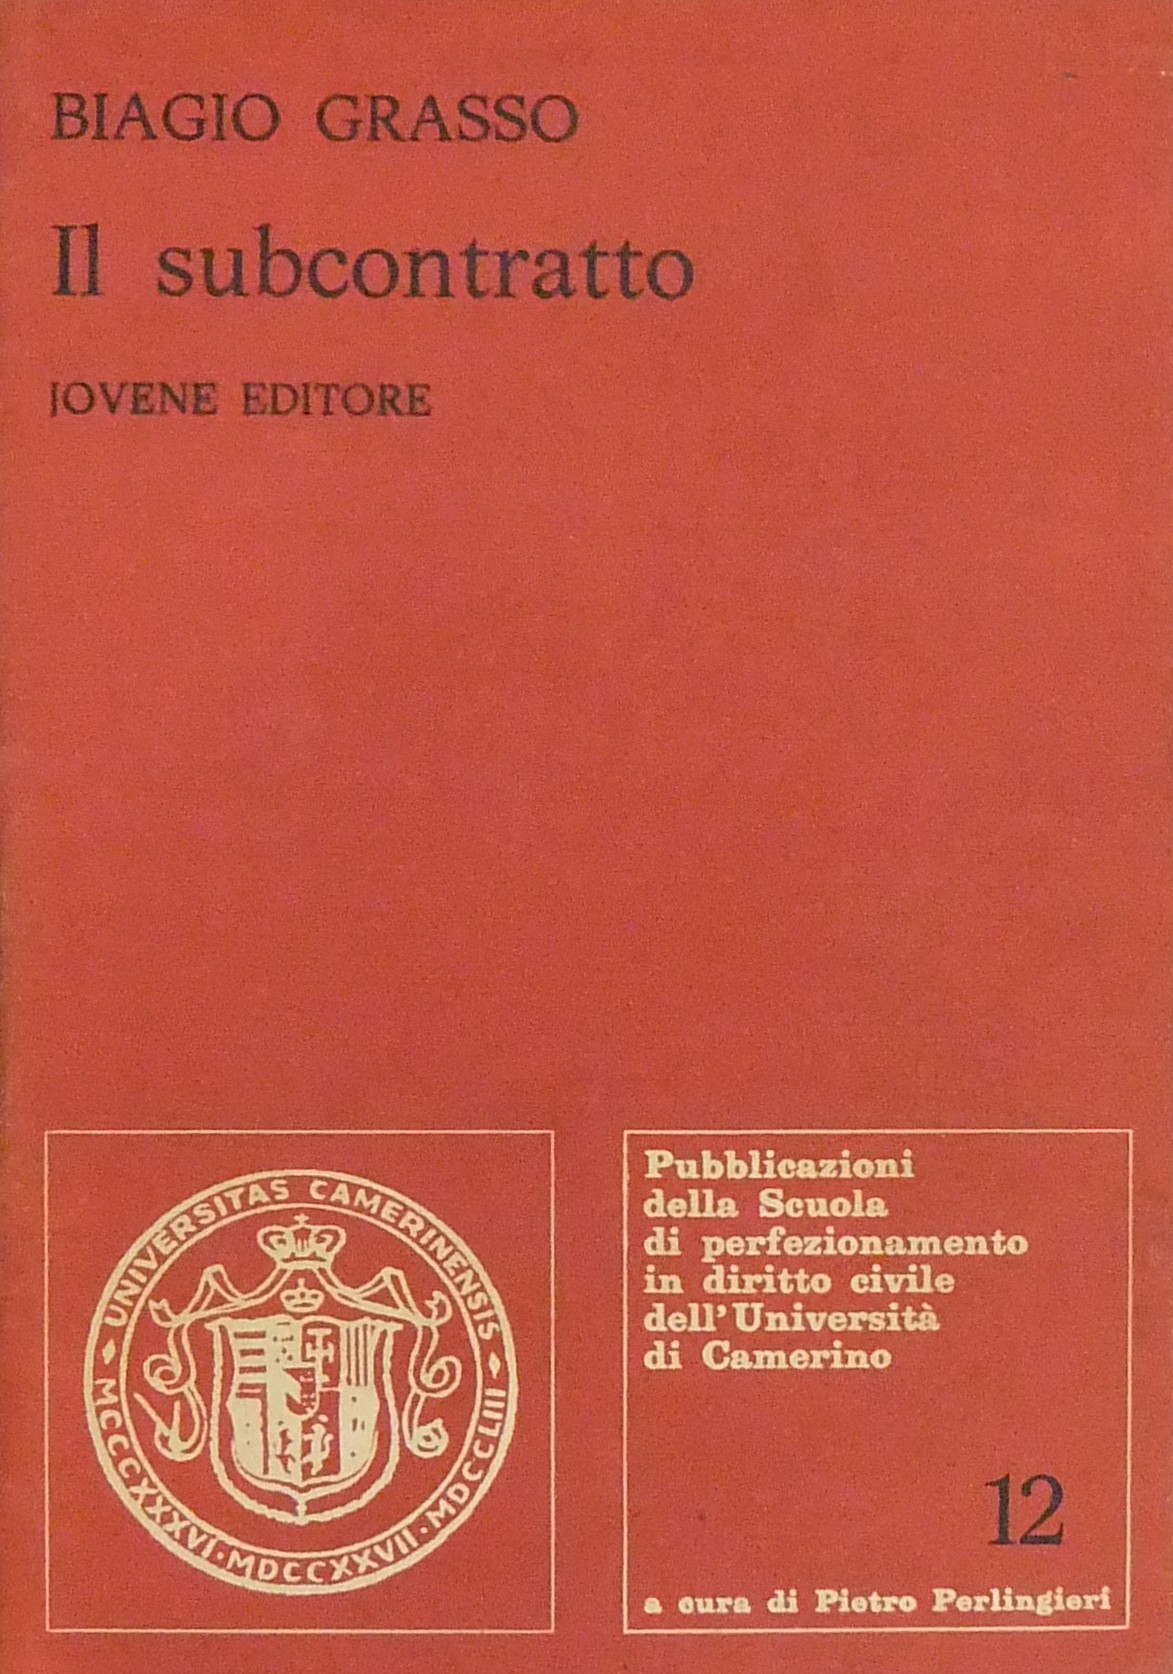 BIAGIO GRASSO
Il subcontratto
JOVENE EDITORE
UNIVERSITAS CAMERINENSIS
MCCCXXXVI · MDCCXXVII · MDCCLIII
Pubblicazioni
della Scuola
di perfezionamento
in diritto civile
dell'Università
di Camerino
12
a cura di Pietro Perlingieri